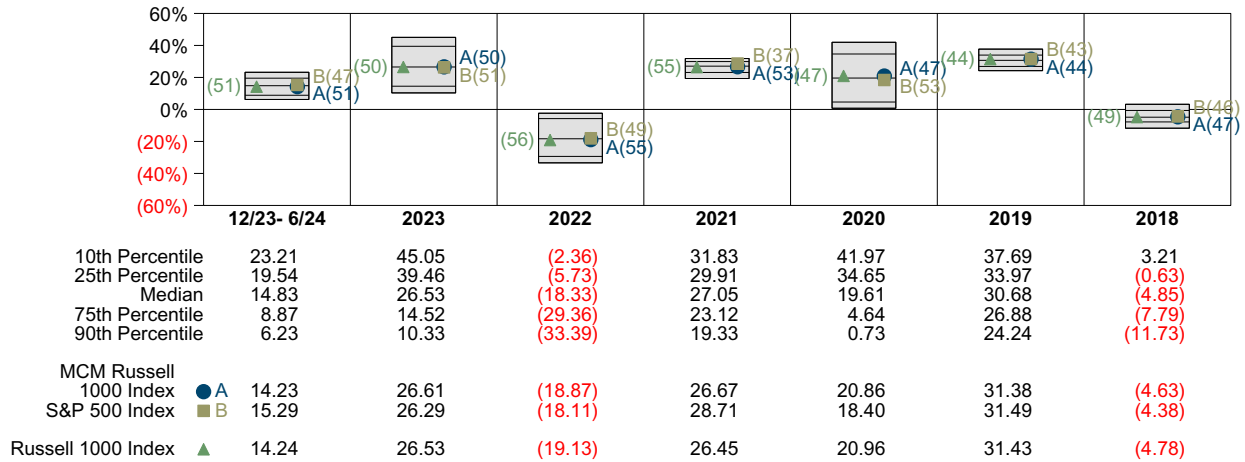 60%
40%
20%
0%
(20%)
(40%)
(60%)
(51) B(47) A(51)
(50) A(50) B(51)
(56) B(49) A(55)
(55) B(37) A(53)
(47) A(47) B(53)
(44) B(43) A(44)
(49) B(46) A(47)
12/23- 6/24 2023 2022 2021 2020 2019 2018
10th Percentile 23.21 45.05 (2.36) 31.83 41.97 37.69 3.21
25th Percentile 19.54 39.46 (5.73) 29.91 34.65 33.97 (0.63)
Median 14.83 26.53 (18.33) 27.05 19.61 30.68 (4.85)
75th Percentile 8.87 14.52 (29.36) 23.12 4.64 26.88 (7.79)
90th Percentile 6.23 10.33 (33.39) 19.33 0.73 24.24 (11.73)
MCM Russell
1000 Index A 14.23 26.61 (18.87) 26.67 20.86 31.38 (4.63)
S&P 500 Index B 15.29 26.29 (18.11) 28.71 18.40 31.49 (4.38)
Russell 1000 Index 14.24 26.53 (19.13) 26.45 20.96 31.43 (4.78)